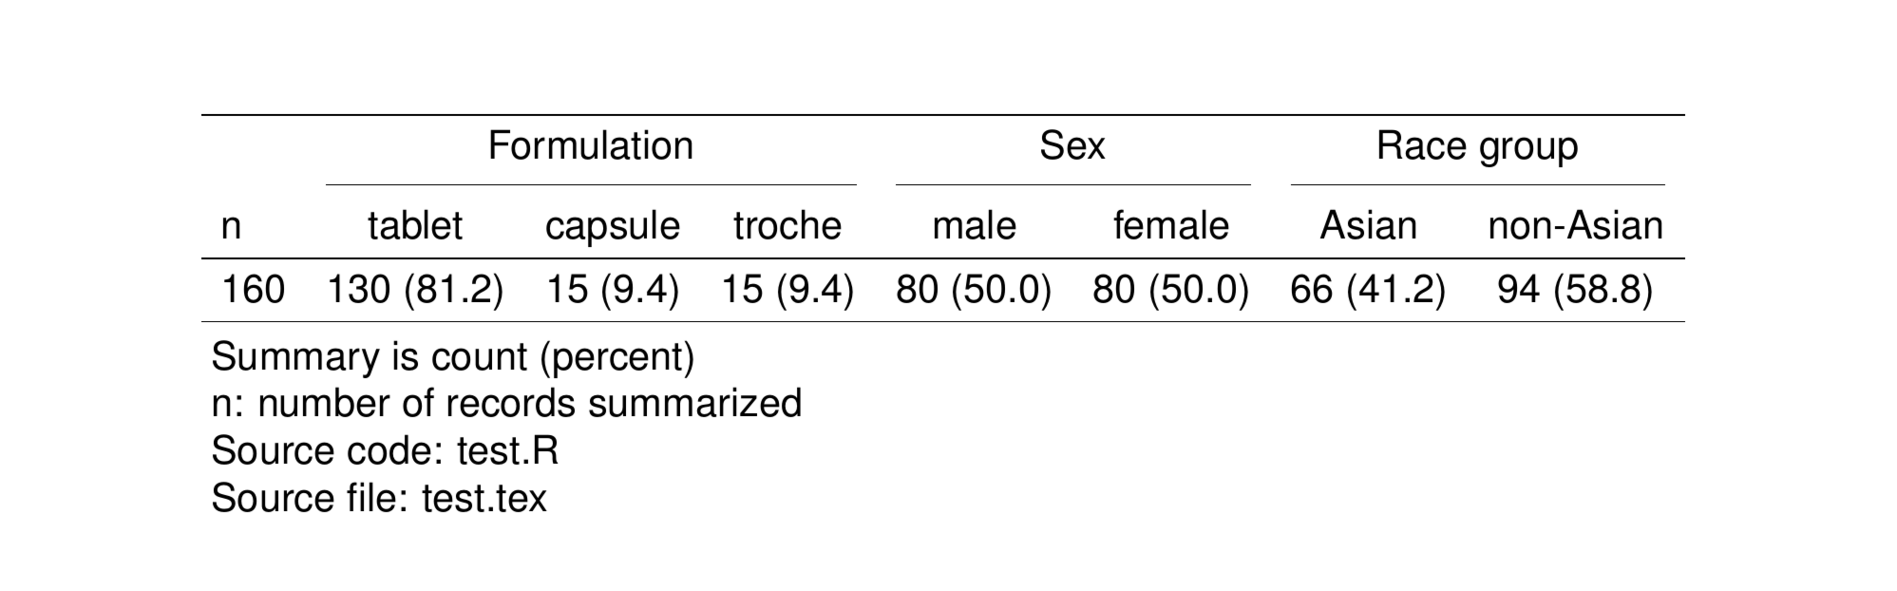 Formulation Sex Race group
n tablet capsule troche male female Asian non-Asian
160 130 (81.2) 15 (9.4) 15 (9.4) 80 (50.0) 80 (50.0) 66 (41.2) 94 (58.8)
Summary is count (percent)
n: number of records summarized
Source code: test.R
Source file: test.tex